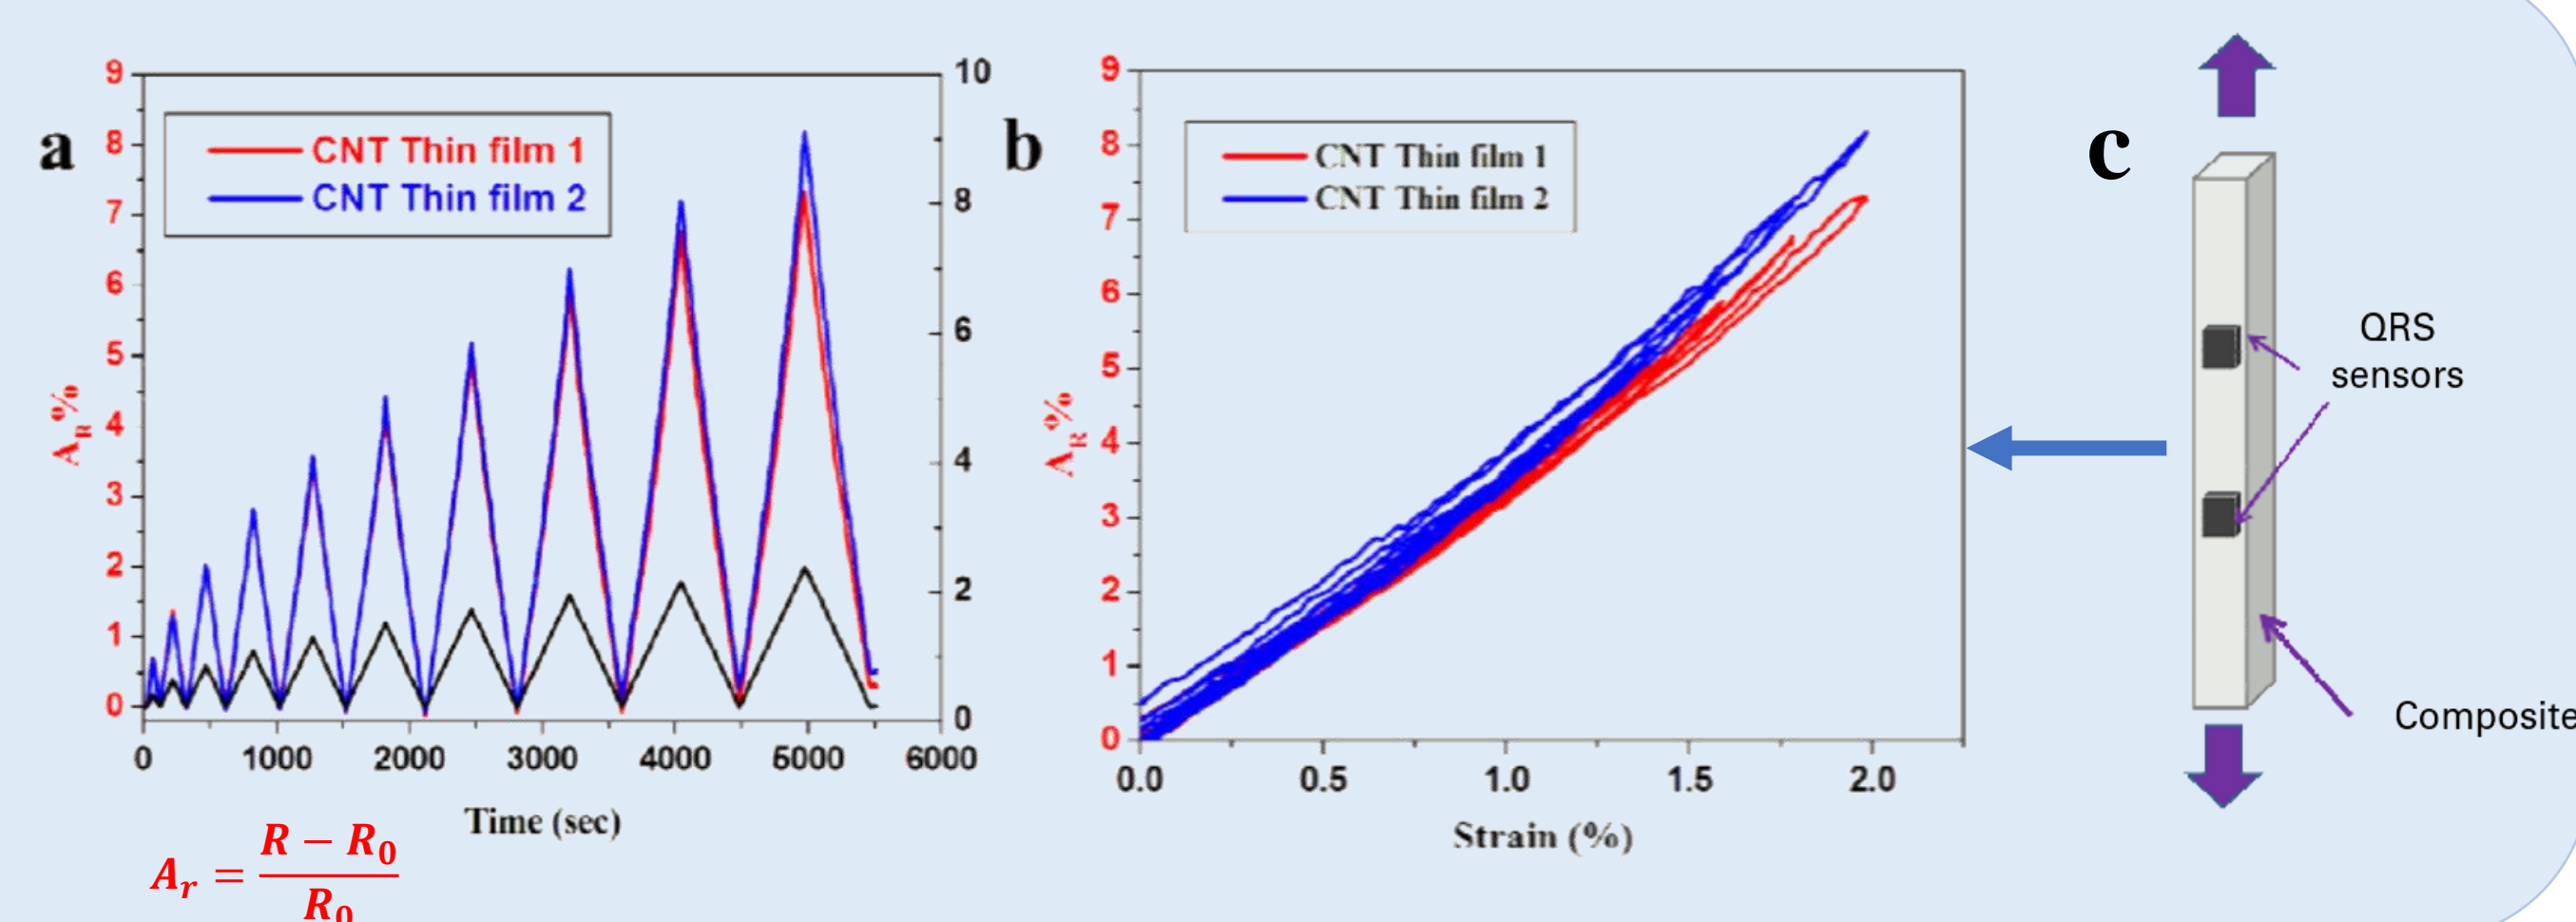 a
9
8
7
6
5
4
3
2
1
0
A_R%
CNT Thin film 1
CNT Thin film 2
10
8
6
4
2
0
0 1000 2000 3000 4000 5000 6000
Time (sec)
A_r = (R − R_0) / R_0
b
9
8
7
6
5
4
3
2
1
0
A_R%
CNT Thin film 1
CNT Thin film 2
0.0 0.5 1.0 1.5 2.0
Strain (%)
c
QRS
sensors
Composite